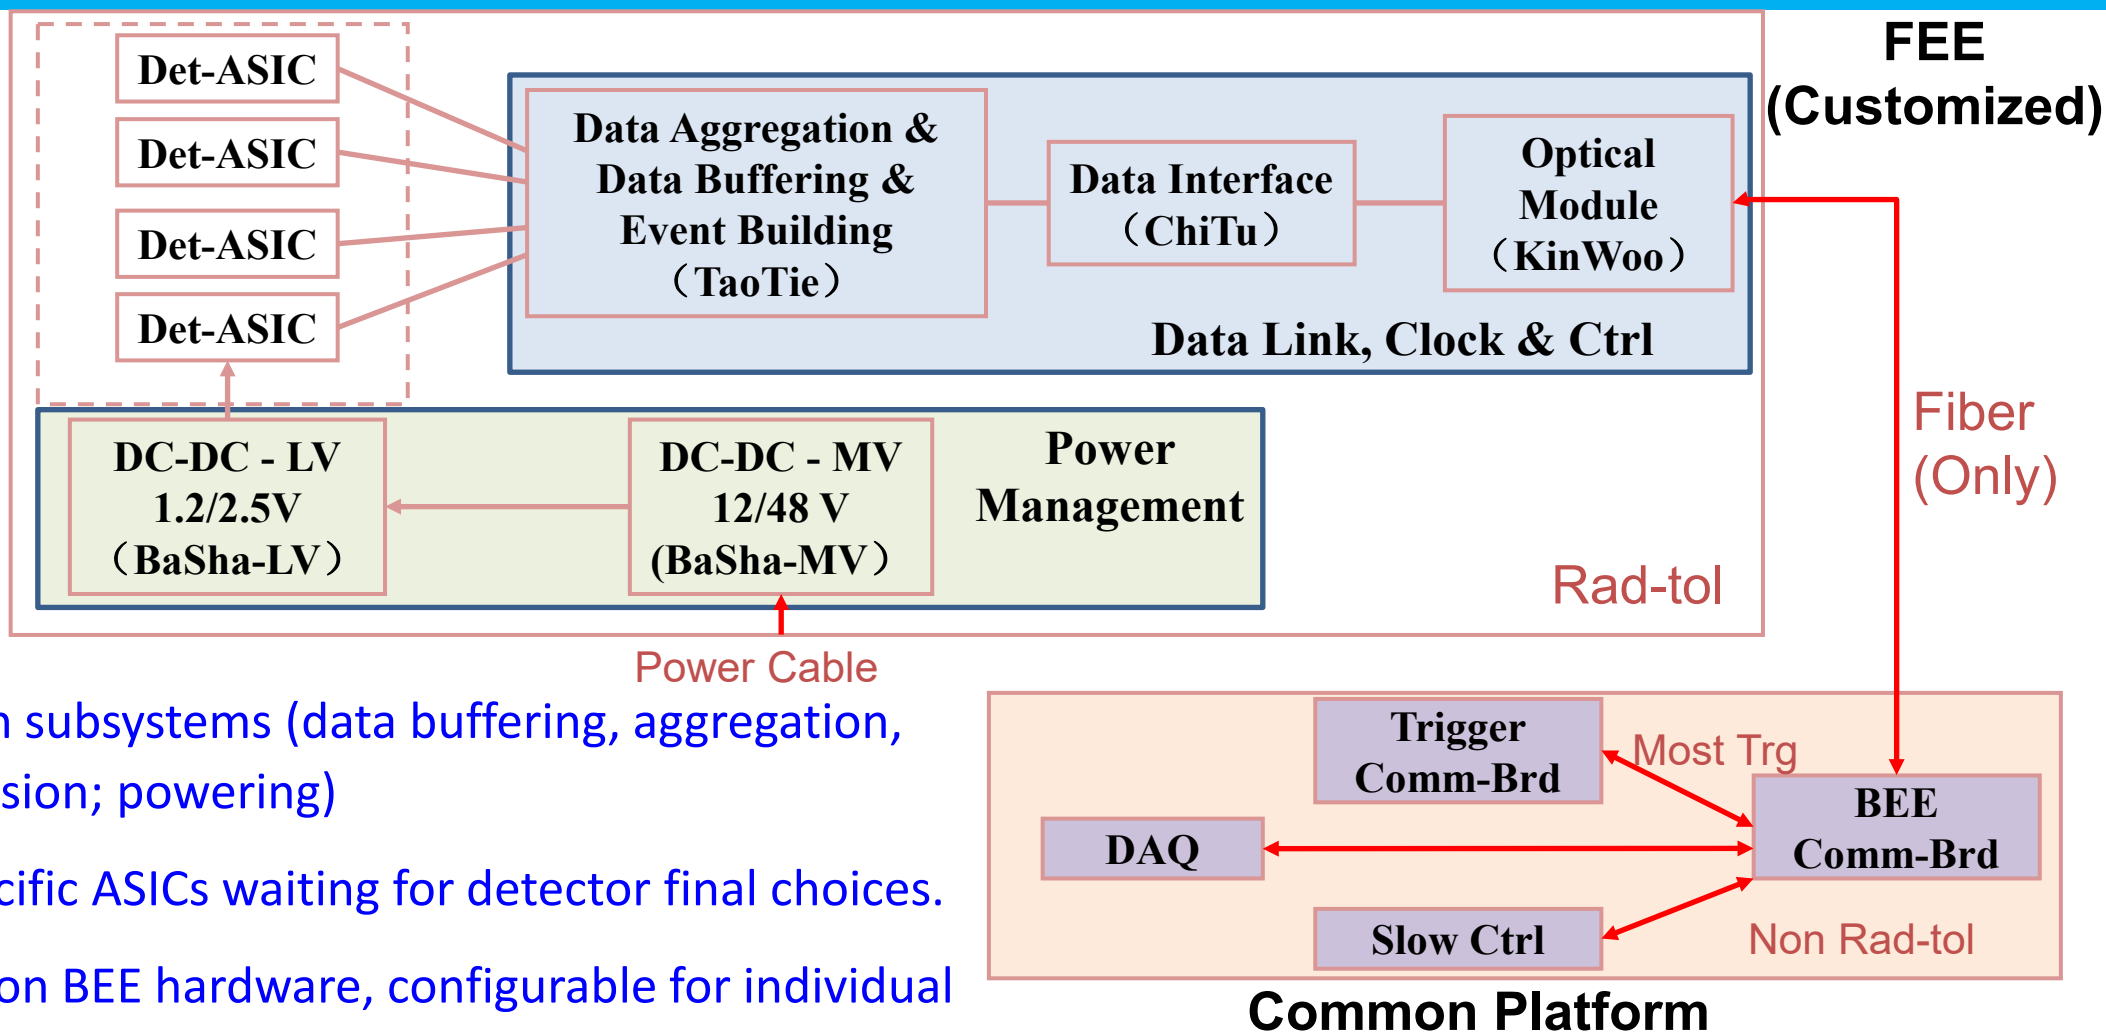 FEE
(Customized)
Det-ASIC
Det-ASIC
Det-ASIC
Det-ASIC
Data Aggregation &
Data Buffering &
Event Building
（TaoTie）
Data Interface
（ChiTu）
Optical
Module
（KinWoo）
Data Link, Clock & Ctrl
DC-DC - LV
1.2/2.5V
（BaSha-LV）
DC-DC - MV
12/48 V
(BaSha-MV）
Power
Management
Rad-tol
Fiber
(Only)
Power Cable
subsystems (data buffering, aggregation,
sion; powering)
cific ASICs waiting for detector final choices.
on BEE hardware, configurable for individual
Trigger
Comm-Brd
Most Trg
DAQ
BEE
Comm-Brd
Slow Ctrl
Non Rad-tol
Common Platform